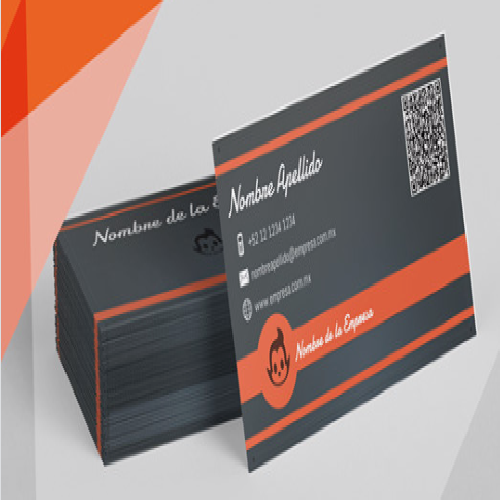 Nombre de la E
Nombre Apellido
+52 12 1234 1234
nombreapellido@empresa.com.mx
www.empresa.com.mx
Nombre de la Empresa